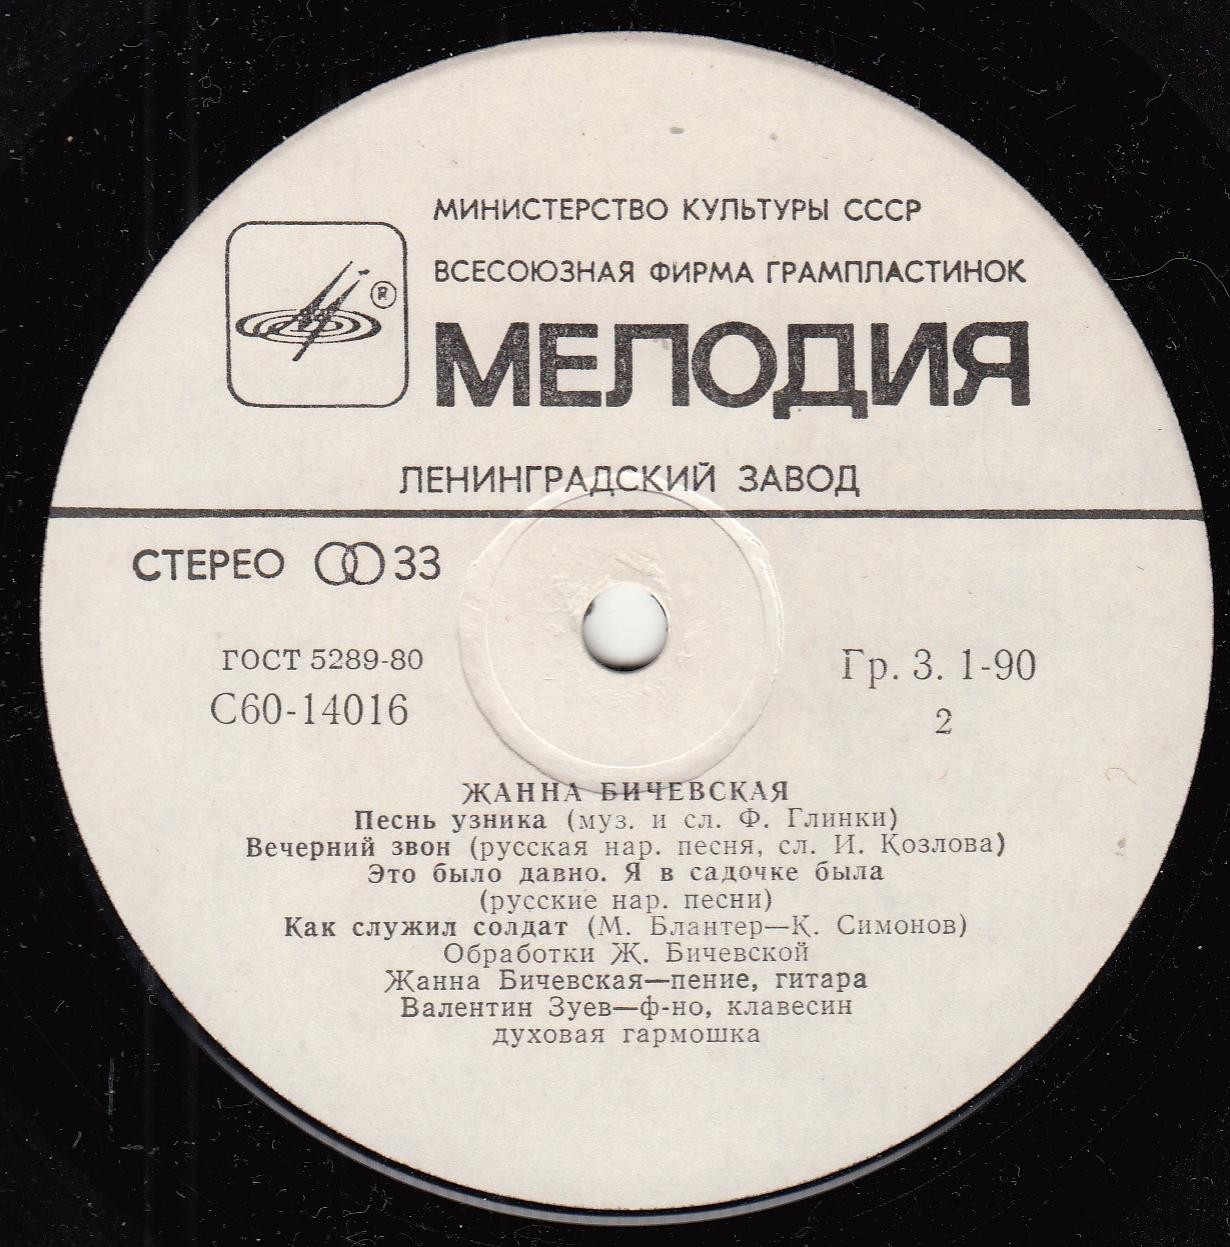 МИНИСТЕРСТВО КУЛЬТУРЫ СССР
ВСЕСОЮЗНАЯ ФИРМА ГРАМПЛАСТИНОК
®
МЕЛОДИЯ
ЛЕНИНГРАДСКИЙ ЗАВОД
СТЕРЕО 33
ГОСТ 5289-80
С60-14016
Гр. 3. 1-90
2
ЖАННА БИЧЕВСКАЯ
Песнь узника (муз. и сл. Ф. Глинки)
Вечерний звон (русская нар. песня, сл. И. Козлова)
Это было давно. Я в садочке была
(русские нар. песни)
Как служил солдат (М. Блантер—К. Симонов)
Обработки Ж. Бичевской
Жанна Бичевская—пение, гитара
Валентин Зуев—ф-но, клавесин
духовая гармошка